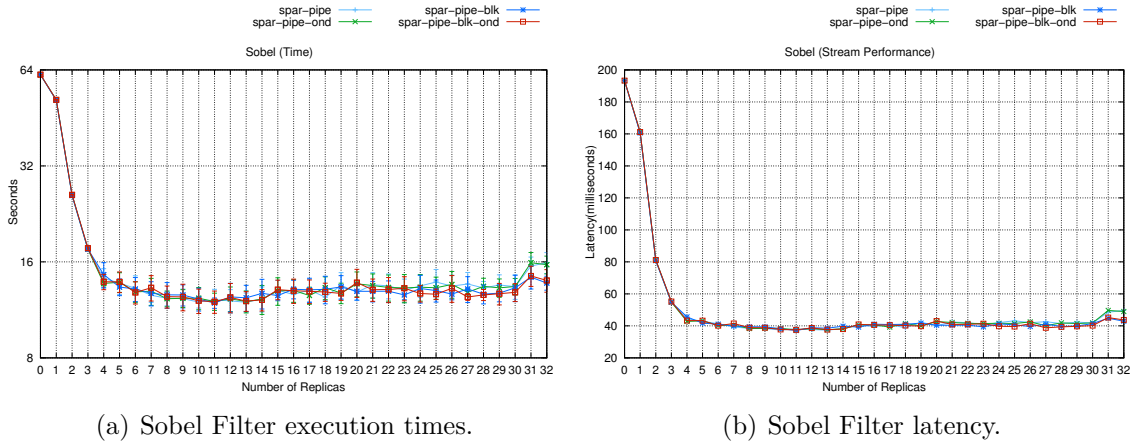 spar-pipe spar-pipe-blk
spar-pipe-ond spar-pipe-blk-ond
Sobel (Time)
64
32
16
8
Seconds
0 1 2 3 4 5 6 7 8 9 10 11 12 13 14 15 16 17 18 19 20 21 22 23 24 25 26 27 28 29 30 31 32
Number of Replicas
(a) Sobel Filter execution times.
spar-pipe spar-pipe-blk
spar-pipe-ond spar-pipe-blk-ond
Sobel (Stream Performance)
200
180
160
140
120
100
80
60
40
20
Latency(milliseconds)
0 1 2 3 4 5 6 7 8 9 10 11 12 13 14 15 16 17 18 19 20 21 22 23 24 25 26 27 28 29 30 31 32
Number of Replicas
(b) Sobel Filter latency.